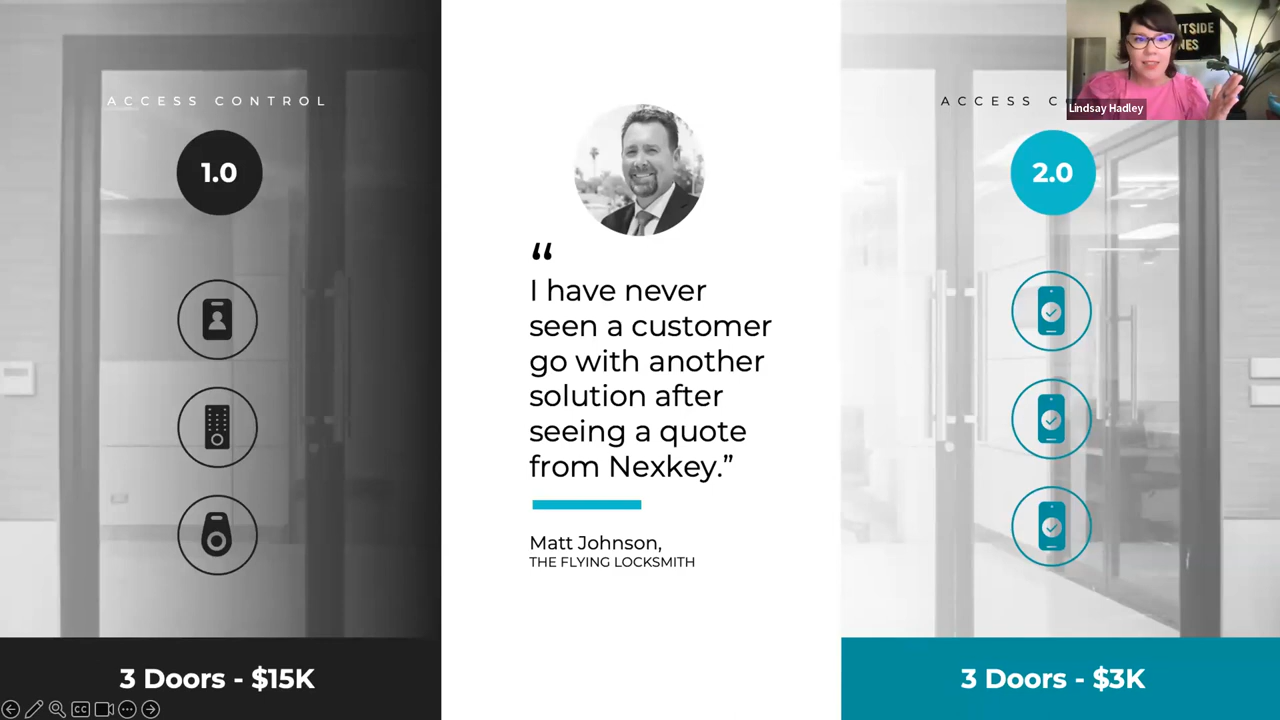 ACCESS CONTROL
1.0
3 Doors - $15K
“
I have never
seen a customer
go with another
solution after
seeing a quote
from Nexkey.”
Matt Johnson,
THE FLYING LOCKSMITH
ACCESS C
2.0
3 Doors - $3K
Lindsay Hadley
CC